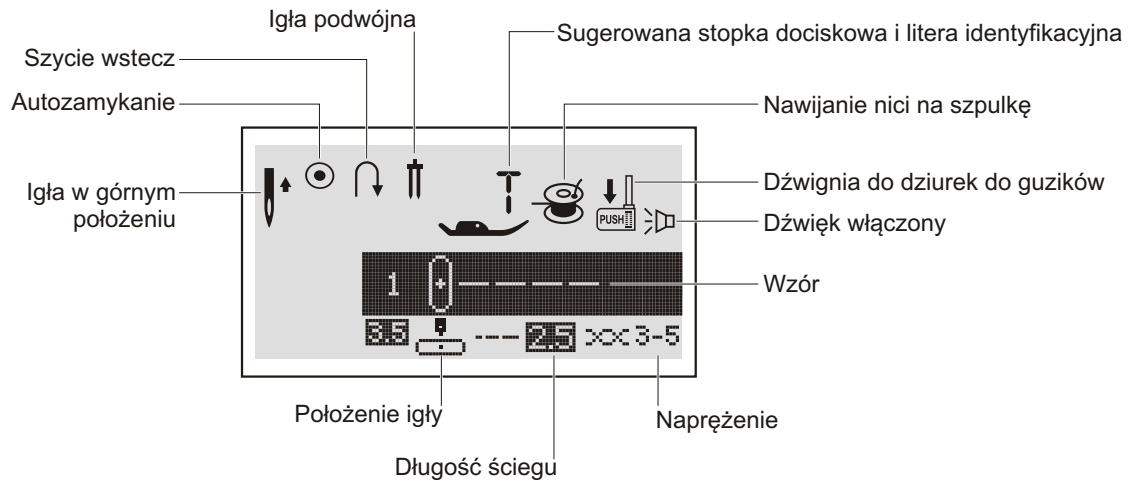 Igła podwójna
Sugerowana stopka dociskowa i litera identyfikacyjna
Szycie wstecz
Autozamykanie
Nawijanie nici na szpulkę
Igła w górnym
położeniu
T
Dźwignia do dziurek do guzików
PUSH
Dźwięk włączony
1
Wzór
3.5 --- 2.5 3-5
Położenie igły
Naprężenie
Długość ściegu